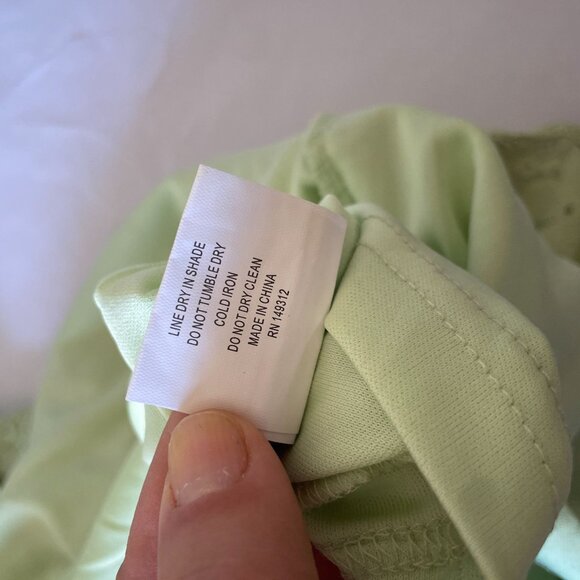 LINE DRY IN SHADE
DO NOT TUMBLE DRY
COLD IRON
DO NOT DRY CLEAN
MADE IN CHINA
RN 149312